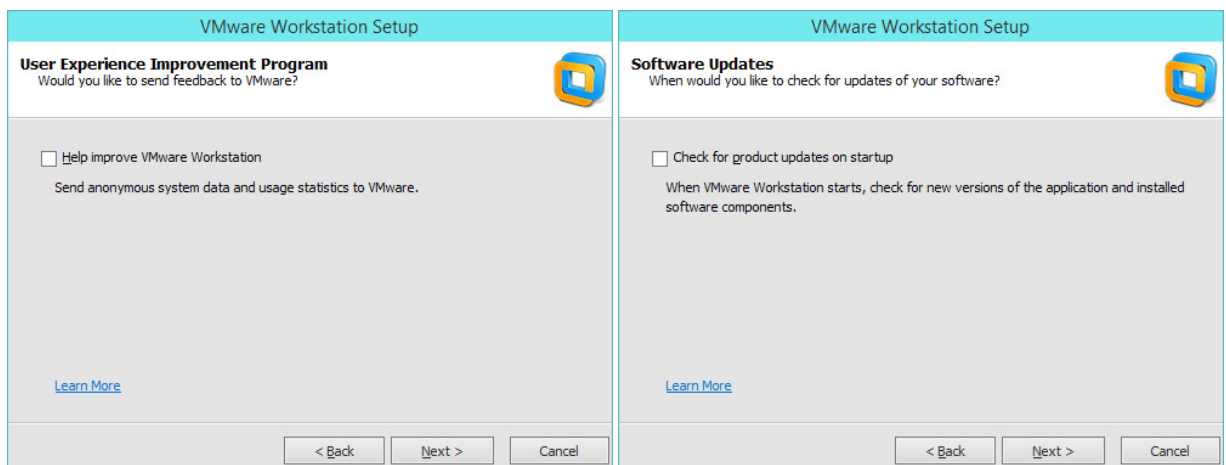 VMware Workstation Setup
User Experience Improvement Program
Would you like to send feedback to VMware?
Help improve VMware Workstation
Send anonymous system data and usage statistics to VMware.
Learn More
< Back Next > Cancel
VMware Workstation Setup
Software Updates
When would you like to check for updates of your software?
Check for product updates on startup
When VMware Workstation starts, check for new versions of the application and installed
software components.
Learn More
< Back Next > Cancel